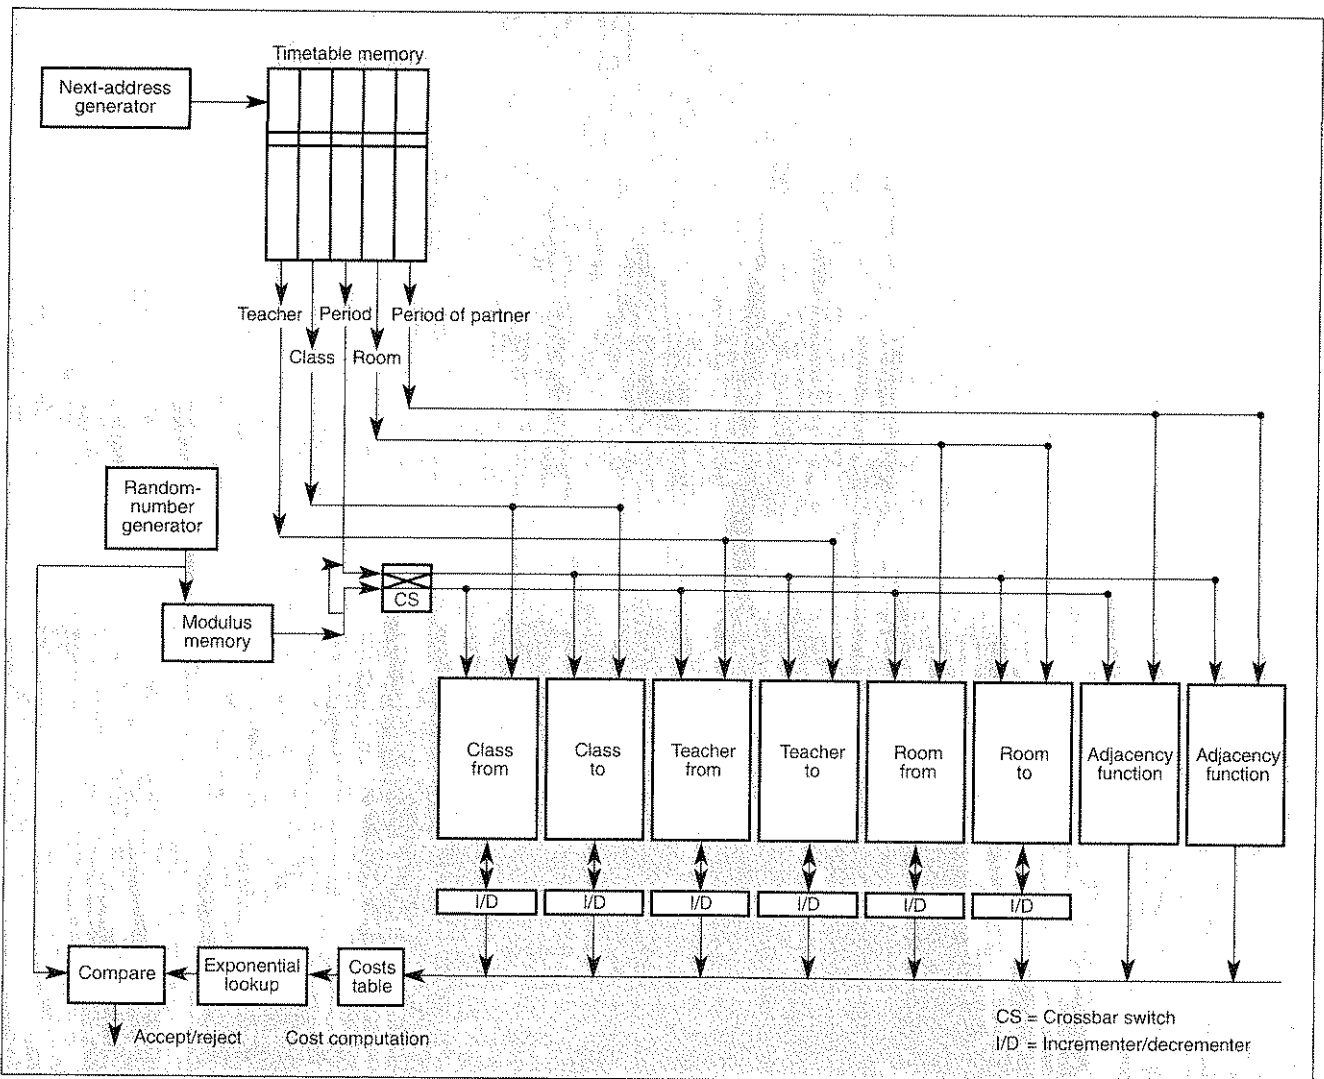 Timetable memory
Next-address
generator
Teacher
Period
Period of partner
Class
Room
Random-
number
generator
CS
Modulus
memory
Class
from
Class
to
Teacher
from
Teacher
to
Room
from
Room
to
Adjacency
function
Adjacency
function
I/D
I/D
I/D
I/D
I/D
I/D
Compare
Exponential
lookup
Costs
table
Accept/reject
Cost computation
CS = Crossbar switch
I/D = Incrementer/decrementer